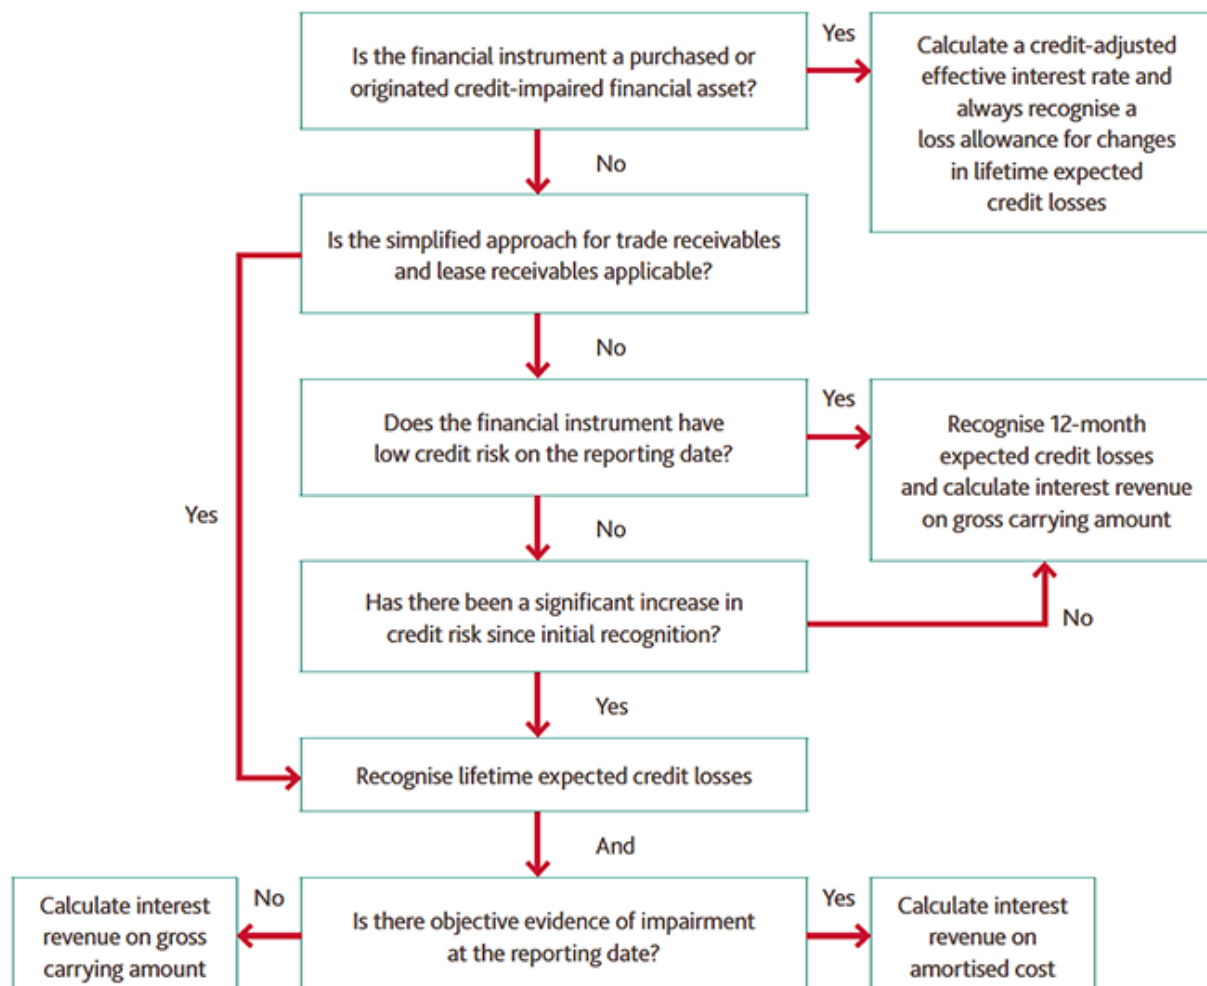 Is the financial instrument a purchased or
originated credit-impaired financial asset?
Yes
Calculate a credit-adjusted
effective interest rate and
always recognise a
loss allowance for changes
in lifetime expected
credit losses
No
Is the simplified approach for trade receivables
and lease receivables applicable?
No
Does the financial instrument have
low credit risk on the reporting date?
Yes
Recognise 12-month
expected credit losses
and calculate interest revenue
on gross carrying amount
Yes
No
Has there been a significant increase in
credit risk since initial recognition?
No
Yes
Recognise lifetime expected credit losses
And
Calculate interest
revenue on gross
carrying amount
No
Is there objective evidence of impairment
at the reporting date?
Yes
Calculate interest
revenue on
amortised cost